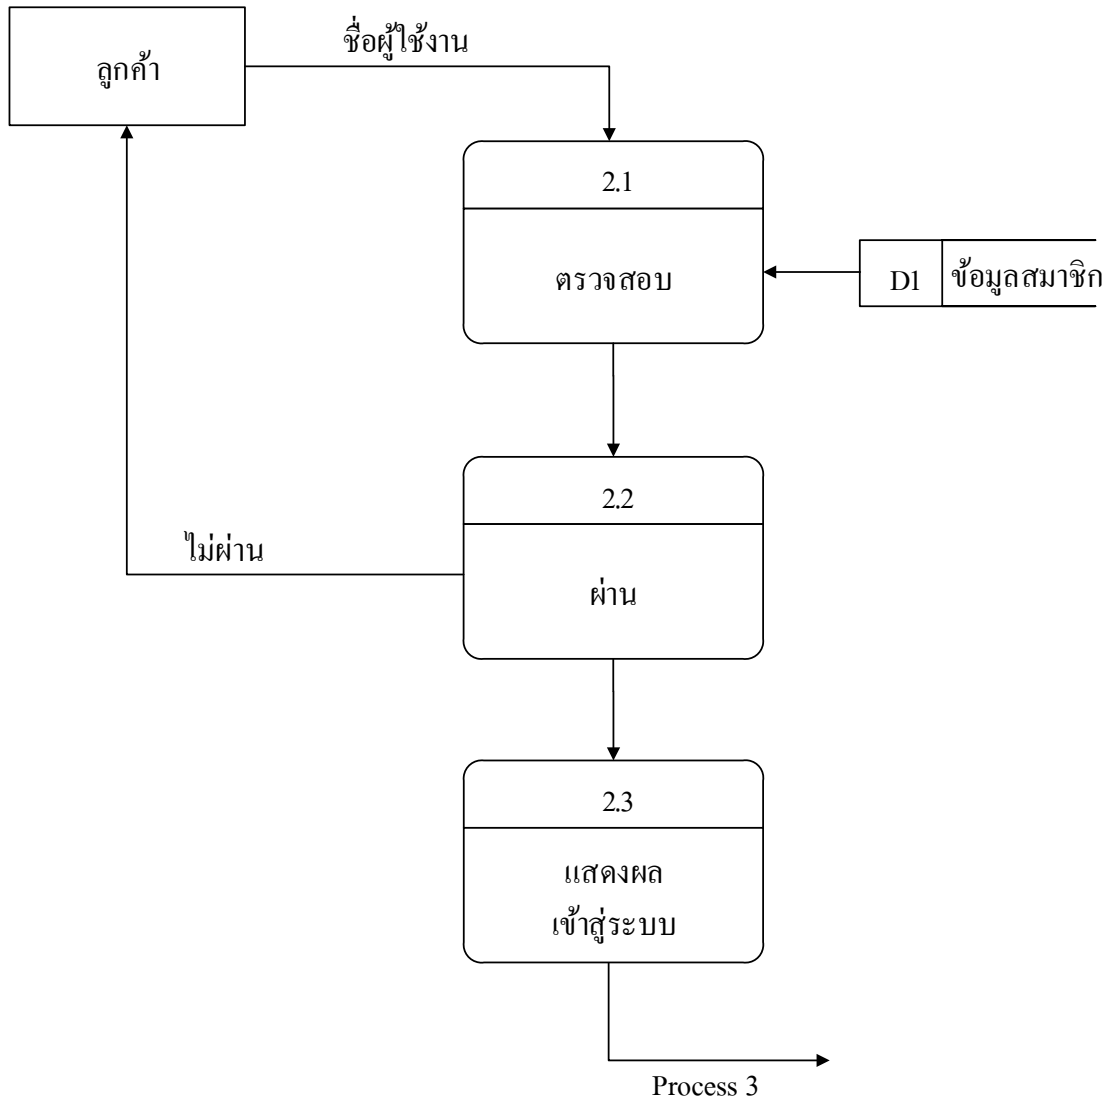 ชื่อผู้ใช้งาน
ลูกค้า
2.1
ตรวจสอบ
D1
ข้อมูลสมาชิก
2.2
ไม่ผ่าน
ผ่าน
2.3
แสดงผล
เข้าสู่ระบบ
Process 3